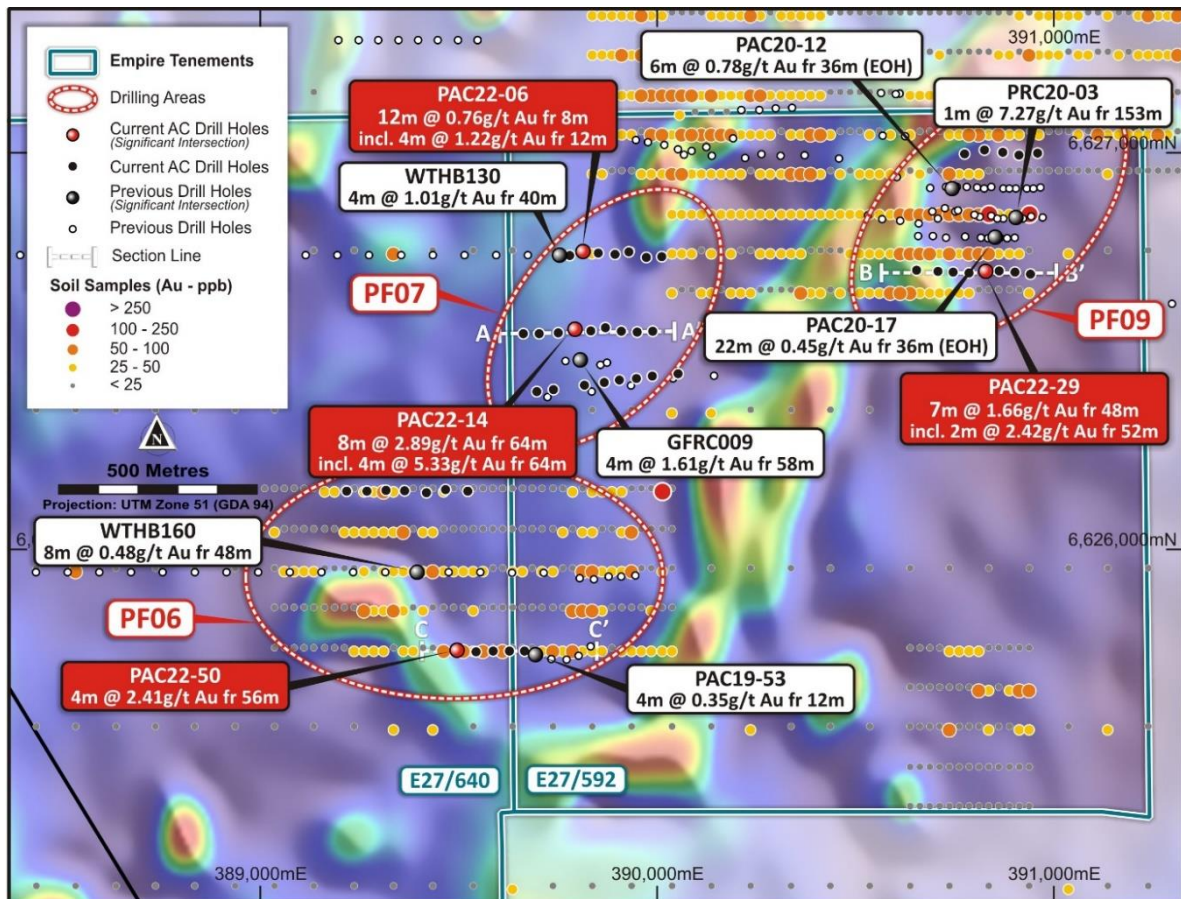 Empire Tenements
Drilling Areas
Current AC Drill Holes
(Significant Intersection)
Current AC Drill Holes
Previous Drill Holes
(Significant Intersection)
Previous Drill Holes
Section Line
Soil Samples (Au - ppb)
> 250
100 - 250
50 - 100
25 - 50
< 25
N
500 Metres
Projection: UTM Zone 51 (GDA 94)
391,000mE
PAC20-12
6m @ 0.78g/t Au fr 36m (EOH)
PRC20-03
1m @ 7.27g/t Au fr 153m
PAC22-06
12m @ 0.76g/t Au fr 8m
incl. 4m @ 1.22g/t Au fr 12m
6,627,000mN
WTHB130
4m @ 1.01g/t Au fr 40m
PF07
B
B'
A
A'
PF09
PAC20-17
22m @ 0.45g/t Au fr 36m (EOH)
PAC22-29
7m @ 1.66g/t Au fr 48m
incl. 2m @ 2.42g/t Au fr 52m
PAC22-14
8m @ 2.89g/t Au fr 64m
incl. 4m @ 5.33g/t Au fr 64m
GFRC009
4m @ 1.61g/t Au fr 58m
WTHB160
8m @ 0.48g/t Au fr 48m
6,626,000mN
PF06
C
C'
PAC22-50
4m @ 2.41g/t Au fr 56m
PAC19-53
4m @ 0.35g/t Au fr 12m
E27/640
E27/592
389,000mE
390,000mE
391,000mE